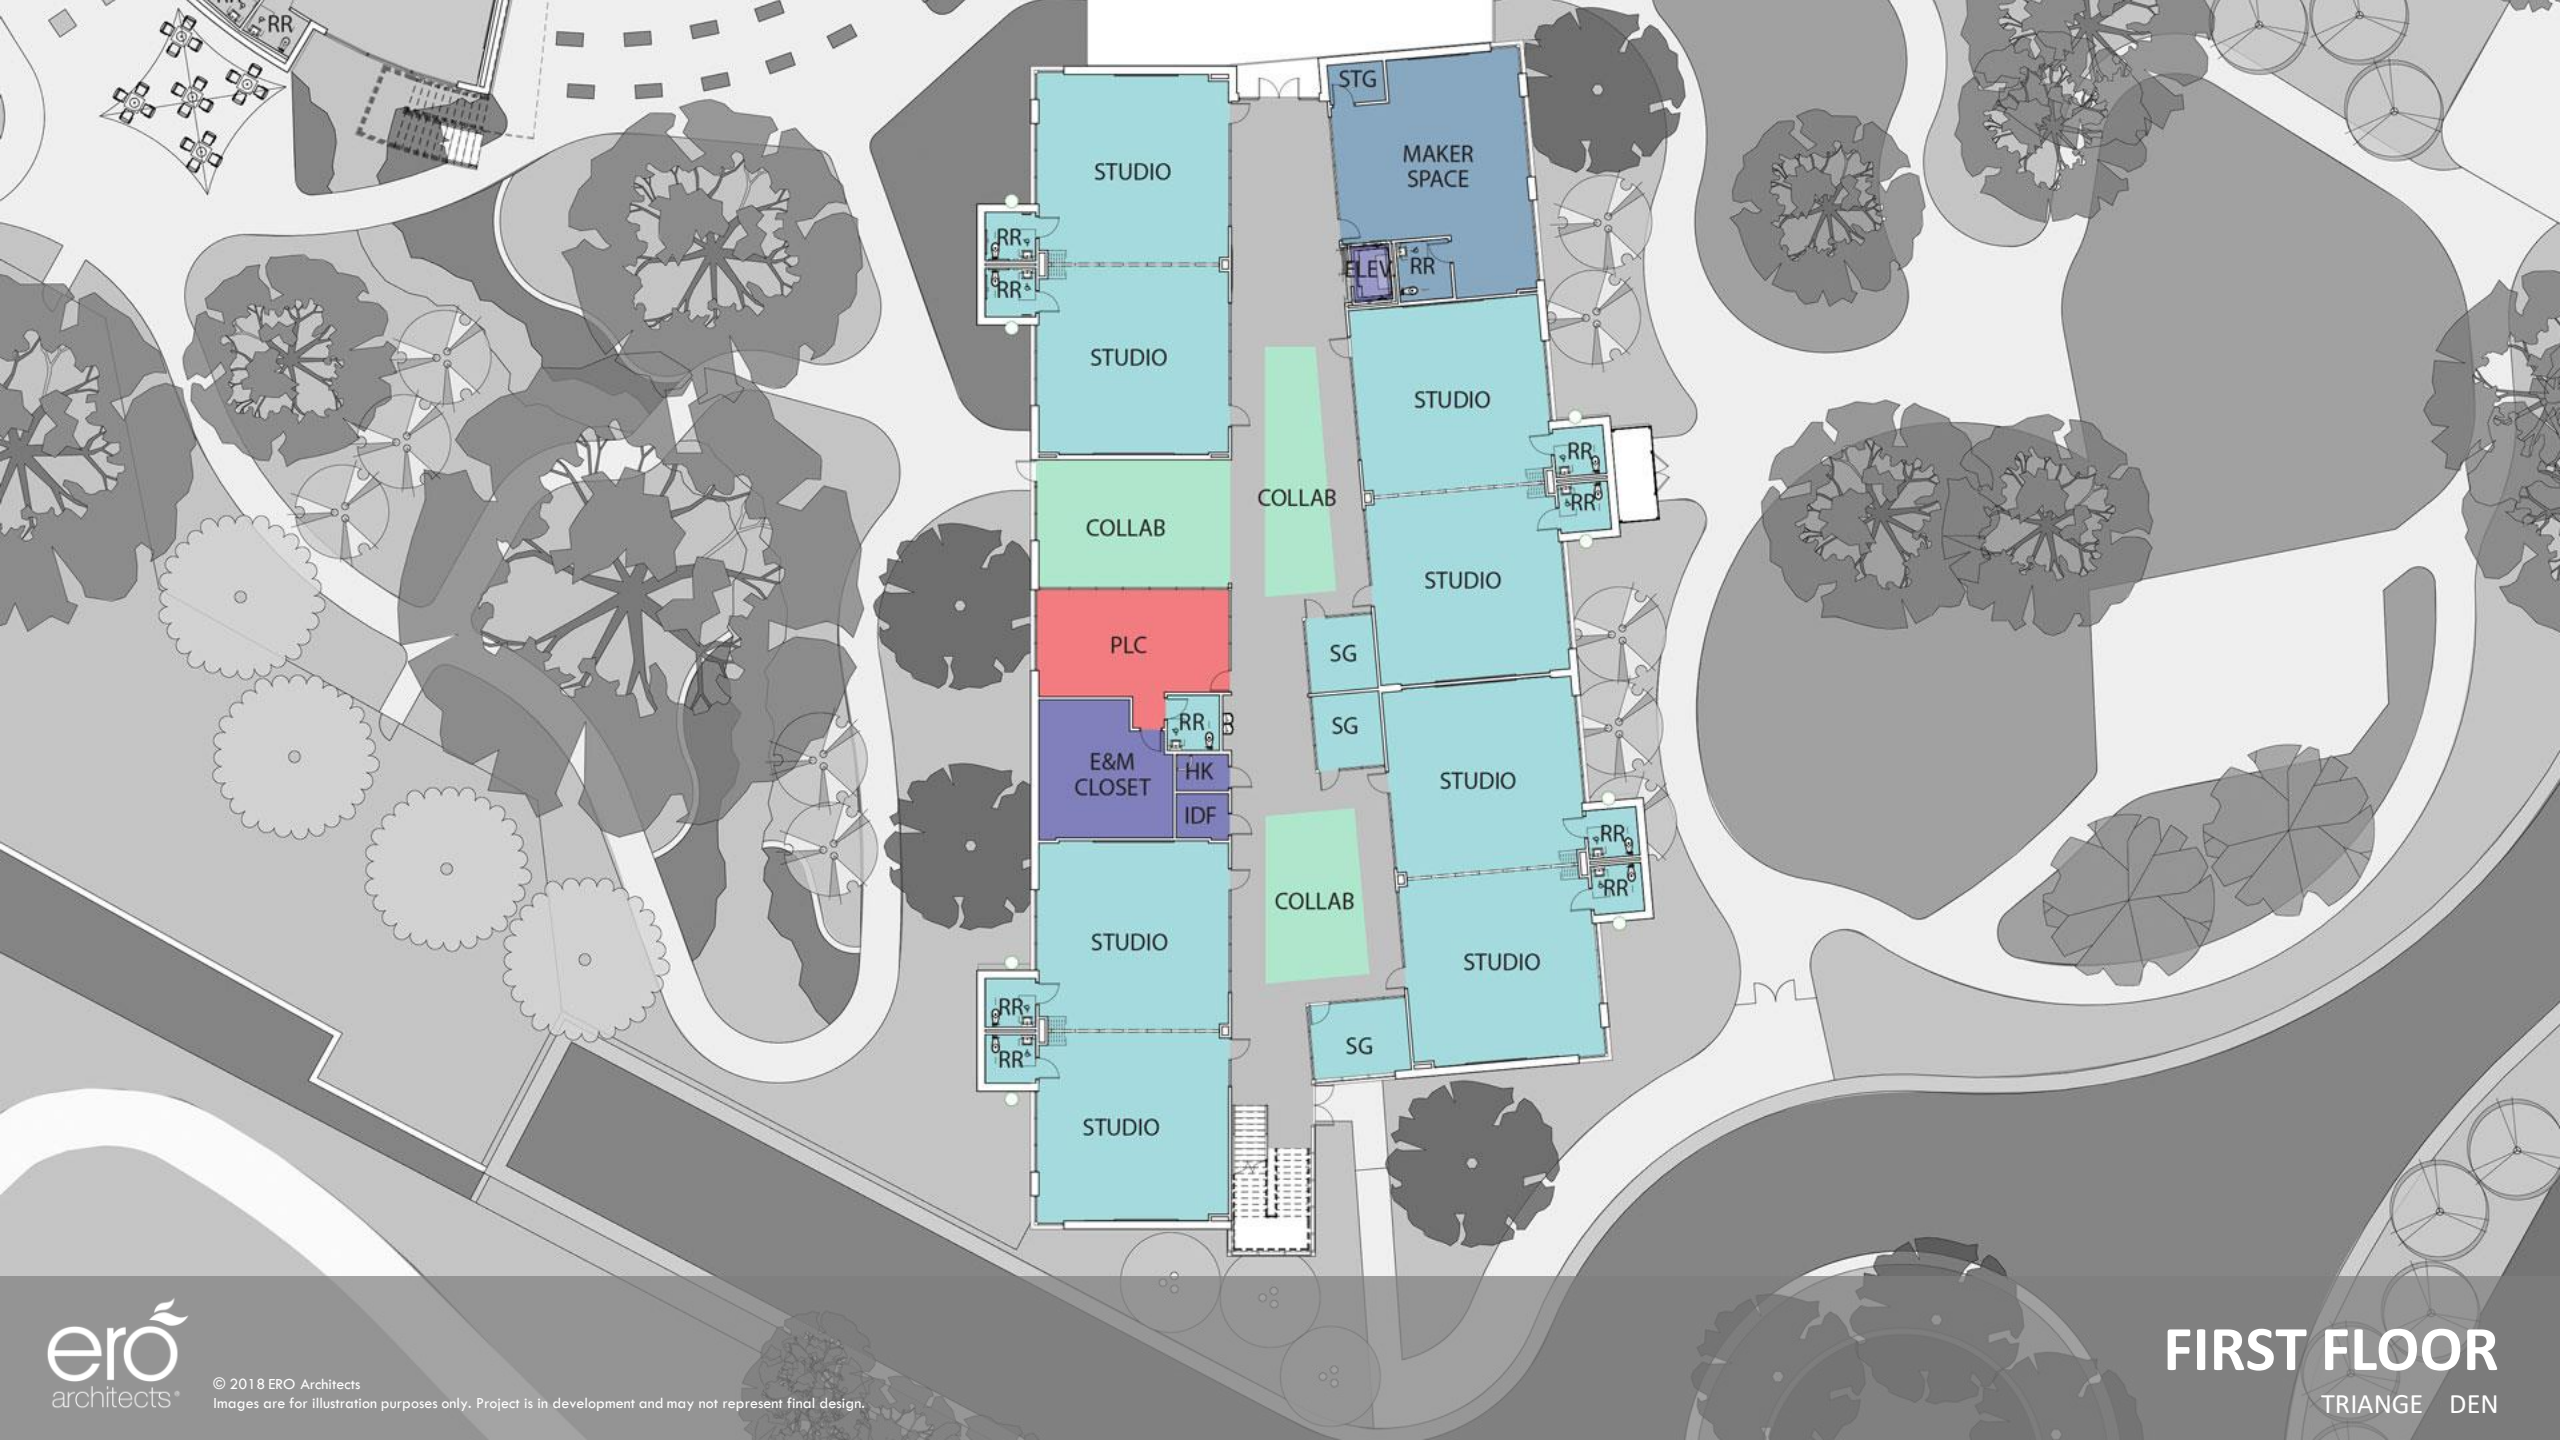 RR
RR
STG
MAKER
SPACE
STUDIO
RR
RR
ELEV
RR
STUDIO
STUDIO
RR
RR
COLLAB
COLLAB
STUDIO
PLC
SG
RR
SG
E&M
CLOSET
HK
IDF
STUDIO
RR
RR
COLLAB
STUDIO
STUDIO
RR
RR
SG
STUDIO
ero
architects
© 2018 ERO Architects
Images are for illustration purposes only. Project is in development and may not represent final design.
FIRST FLOOR
TRIANGE DEN